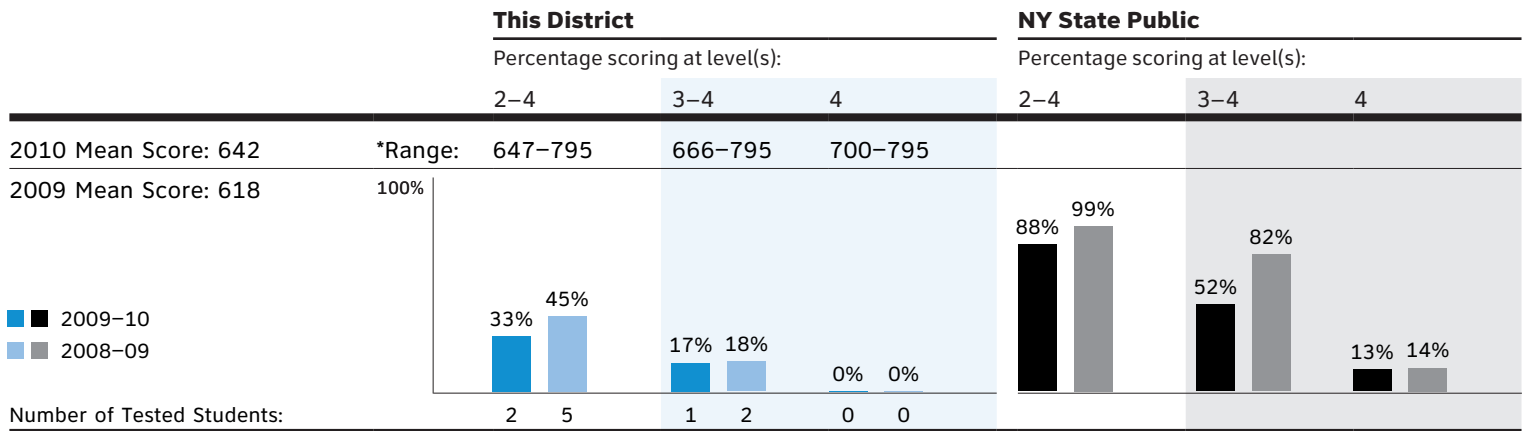 This District NY State Public
Percentage scoring at level(s): Percentage scoring at level(s):
2–4 3–4 4 2–4 3–4 4
2010 Mean Score: 642 *Range: 647–795 666–795 700–795
2009 Mean Score: 618 100%
33% 45% 17% 18% 0% 0% 88% 99% 52% 82% 13% 14%
2009–10
2008–09
Number of Tested Students: 2 5 1 2 0 0